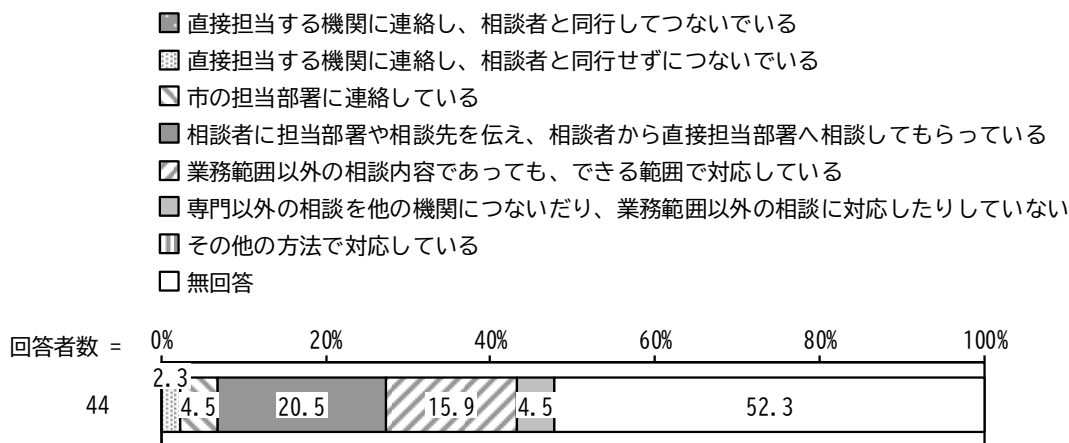 直接担当する機関に連絡し、相談者と同行してつないでいる
直接担当する機関に連絡し、相談者と同行せずにつないでいる
市の担当部署に連絡している
相談者に担当部署や相談先を伝え、相談者から直接担当部署へ相談してもらっている
業務範囲以外の相談内容であっても、できる範囲で対応している
専門以外の相談を他の機関につないだり、業務範囲以外の相談に対応したりしていない
その他の方法で対応している
無回答
回答者数 = 0% 20% 40% 60% 80% 100%
2.3
44 4.5 20.5 15.9 4.5 52.3